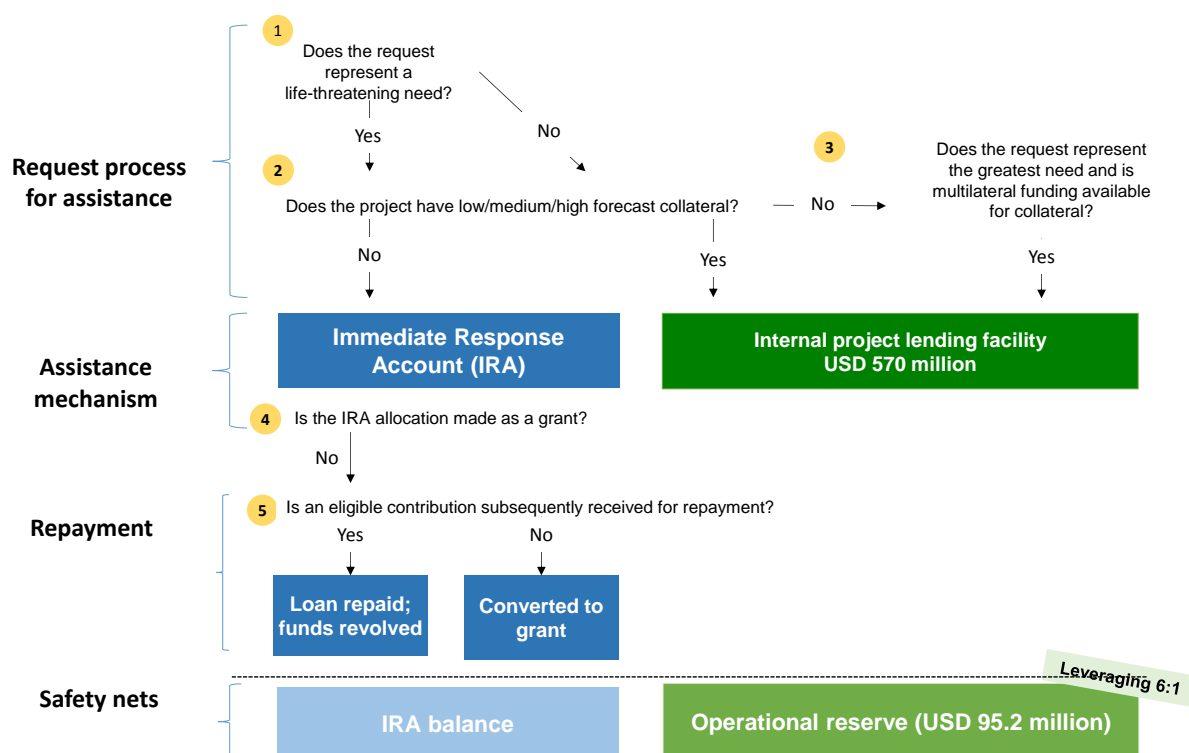 1
Does the request
represent a
life-threatening need?
Yes
No
Request process
for assistance
2
Does the project have low/medium/high forecast collateral?
No
3
Does the request represent
the greatest need and is
multilateral funding available
for collateral?
No
Yes
Yes
Assistance
mechanism
Immediate Response
Account (IRA)
Internal project lending facility
USD 570 million
4
Is the IRA allocation made as a grant?
No
Repayment
5
Is an eligible contribution subsequently received for repayment?
Yes
No
Loan repaid;
funds revolved
Converted to
grant
Leveraging 6:1
Safety nets
IRA balance
Operational reserve (USD 95.2 million)